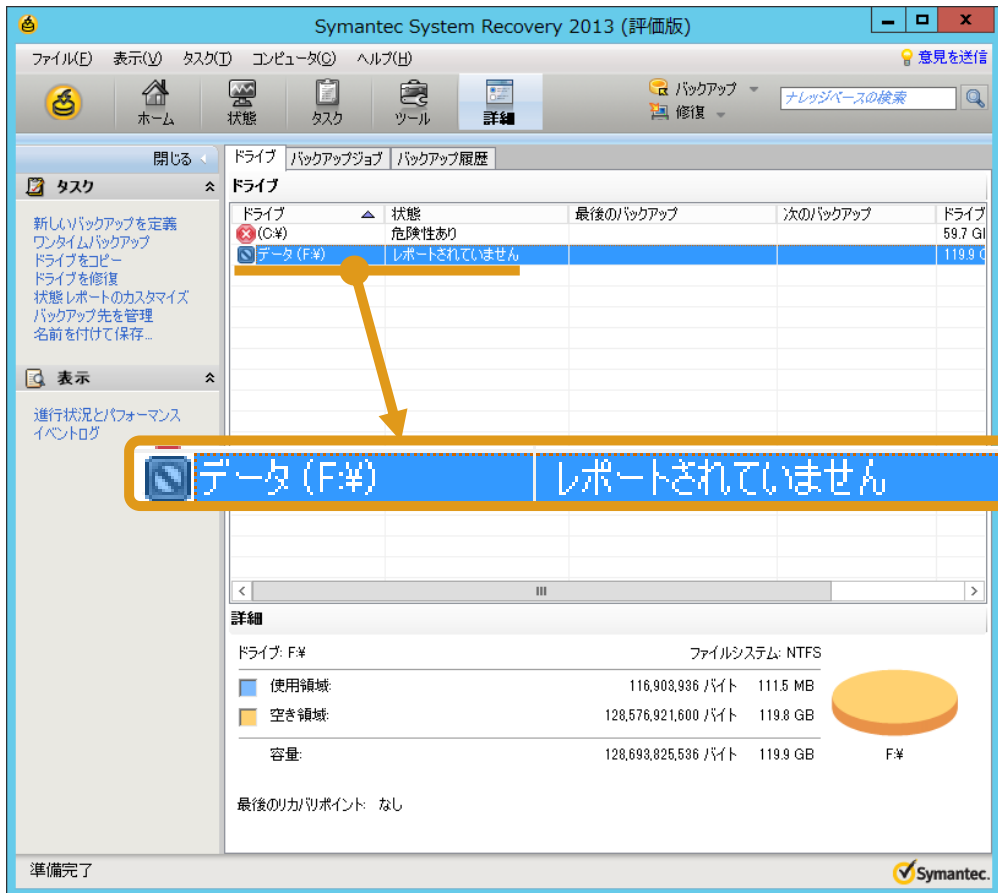 Symantec System Recovery 2013 (評価版)
ファイル(F) 表示(V) タスク(T) コンピュータ(C) ヘルプ(H) 意見を送信
ホーム 状態 タスク ツール 詳細 バックアップ 修復 ナレッジベースの検索
閉じる
タスク
新しいバックアップを定義
ワンタイムバックアップ
ドライブをコピー
ドライブを修復
状態レポートのカスタマイズ
バックアップ先を管理
名前を付けて保存...
表示
進行状況とパフォーマンス
イベントログ
ドライブ バックアップジョブ バックアップ履歴
ドライブ
ドライブ 状態 最後のバックアップ 次のバックアップ ドライブ
(C:¥) 危険性あり 59.7 GI
データ (F:¥) レポートされていません 119.9 G
データ (F:¥) レポートされていません
詳細
ドライブ: F:¥ ファイルシステム: NTFS
使用領域: 116,903,936 バイト 111.5 MB
空き領域: 128,576,921,600 バイト 119.8 GB
容量: 128,693,825,536 バイト 119.9 GB F:¥
最後のリカバリポイント: なし
準備完了 Symantec.